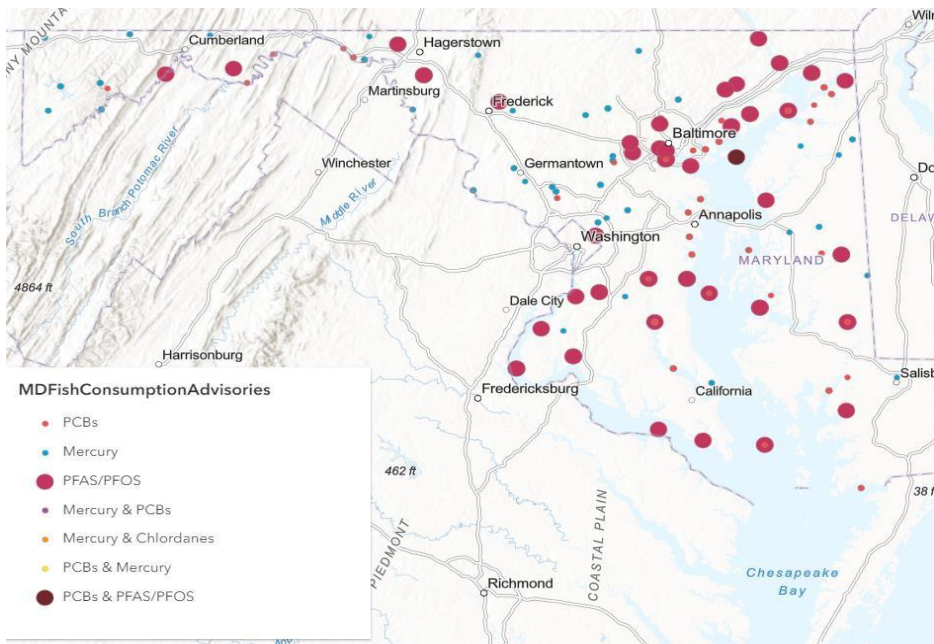 NY MOUNTA
Cumberland
Hagerstown
Wilm
Martinsburg
Frederick
Baltimore
South Branch Potomac River
Winchester
Germantown
Middle River
Do
Annapolis
DELAW
Washington
MARYLAND
4864 ft
Dale City
Harrisonburg
Salisb
MDFishConsumptionAdvisories
Fredericksburg
California
PCBs
Mercury
462 ft
PFAS/PFOS
38 f
Mercury & PCBs
Mercury & Chlordanes
PIEDMONT
COASTAL PLAIN
PCBs & Mercury
Chesapeake
Bay
Richmond
PCBs & PFAS/PFOS